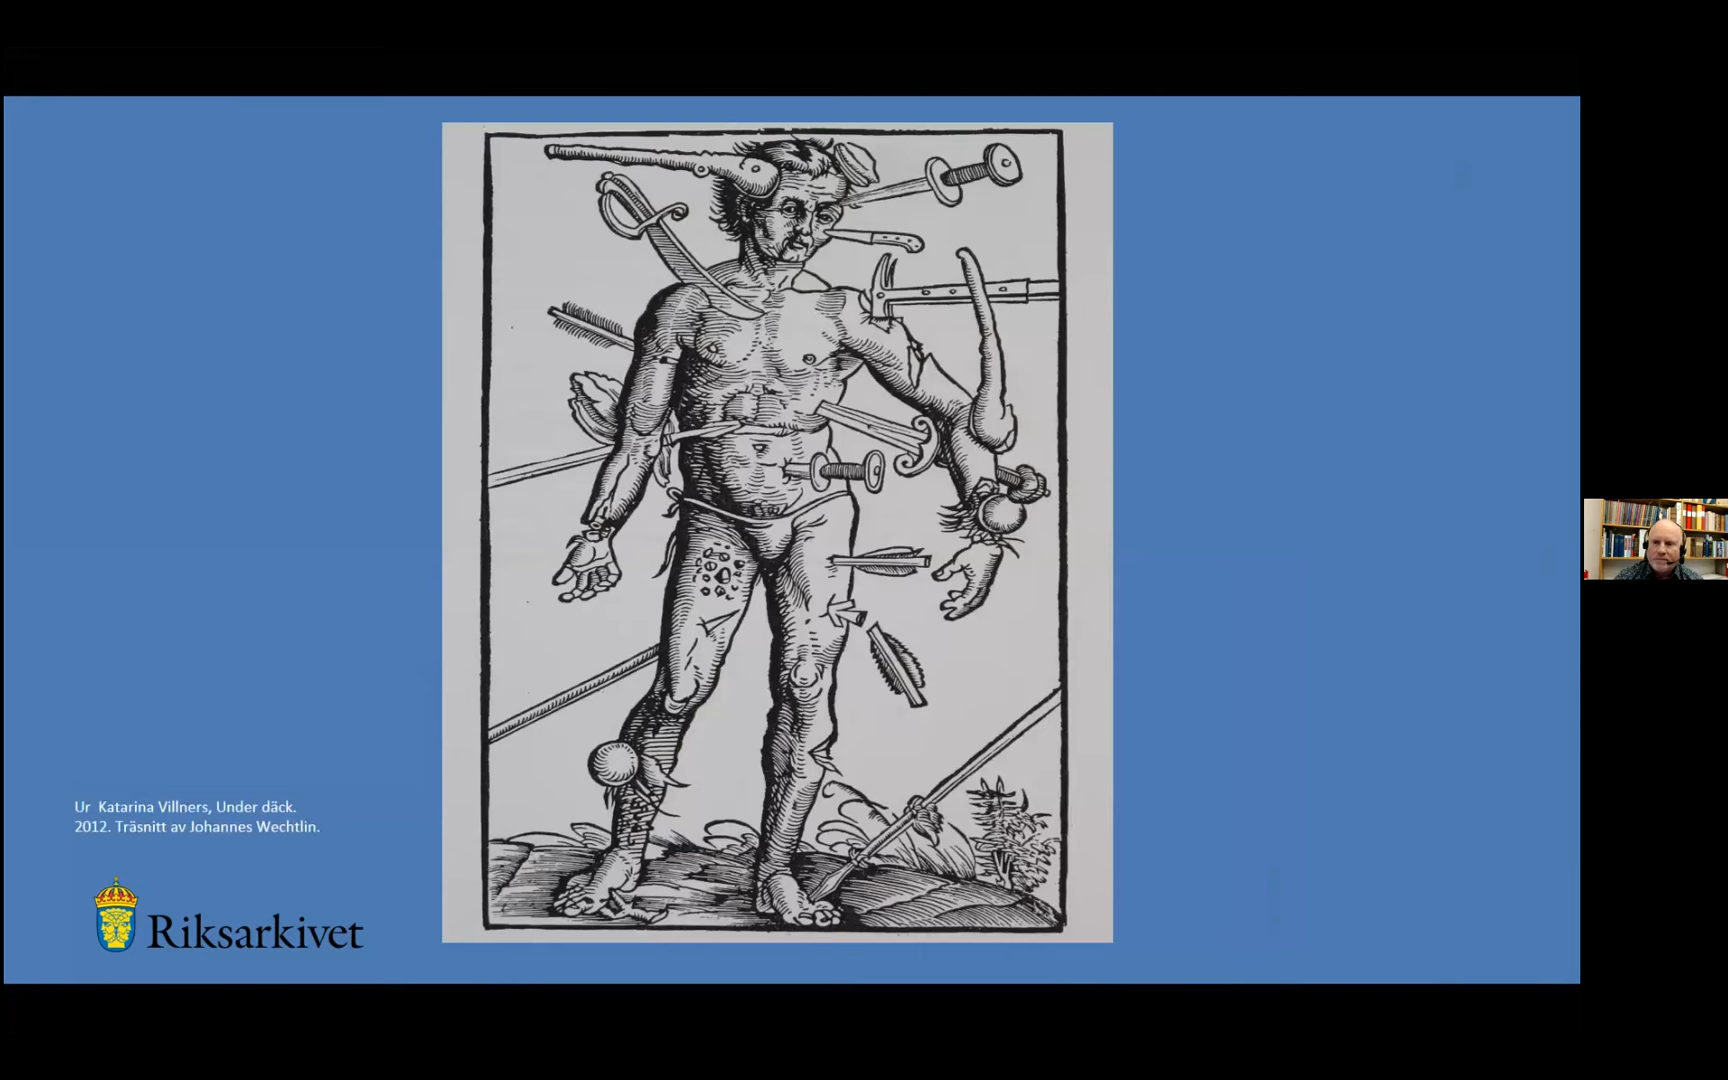 Ur  Katarina Villners, Under däck.
2012. Träsnitt av Johannes Wechtlin.
Riksarkivet